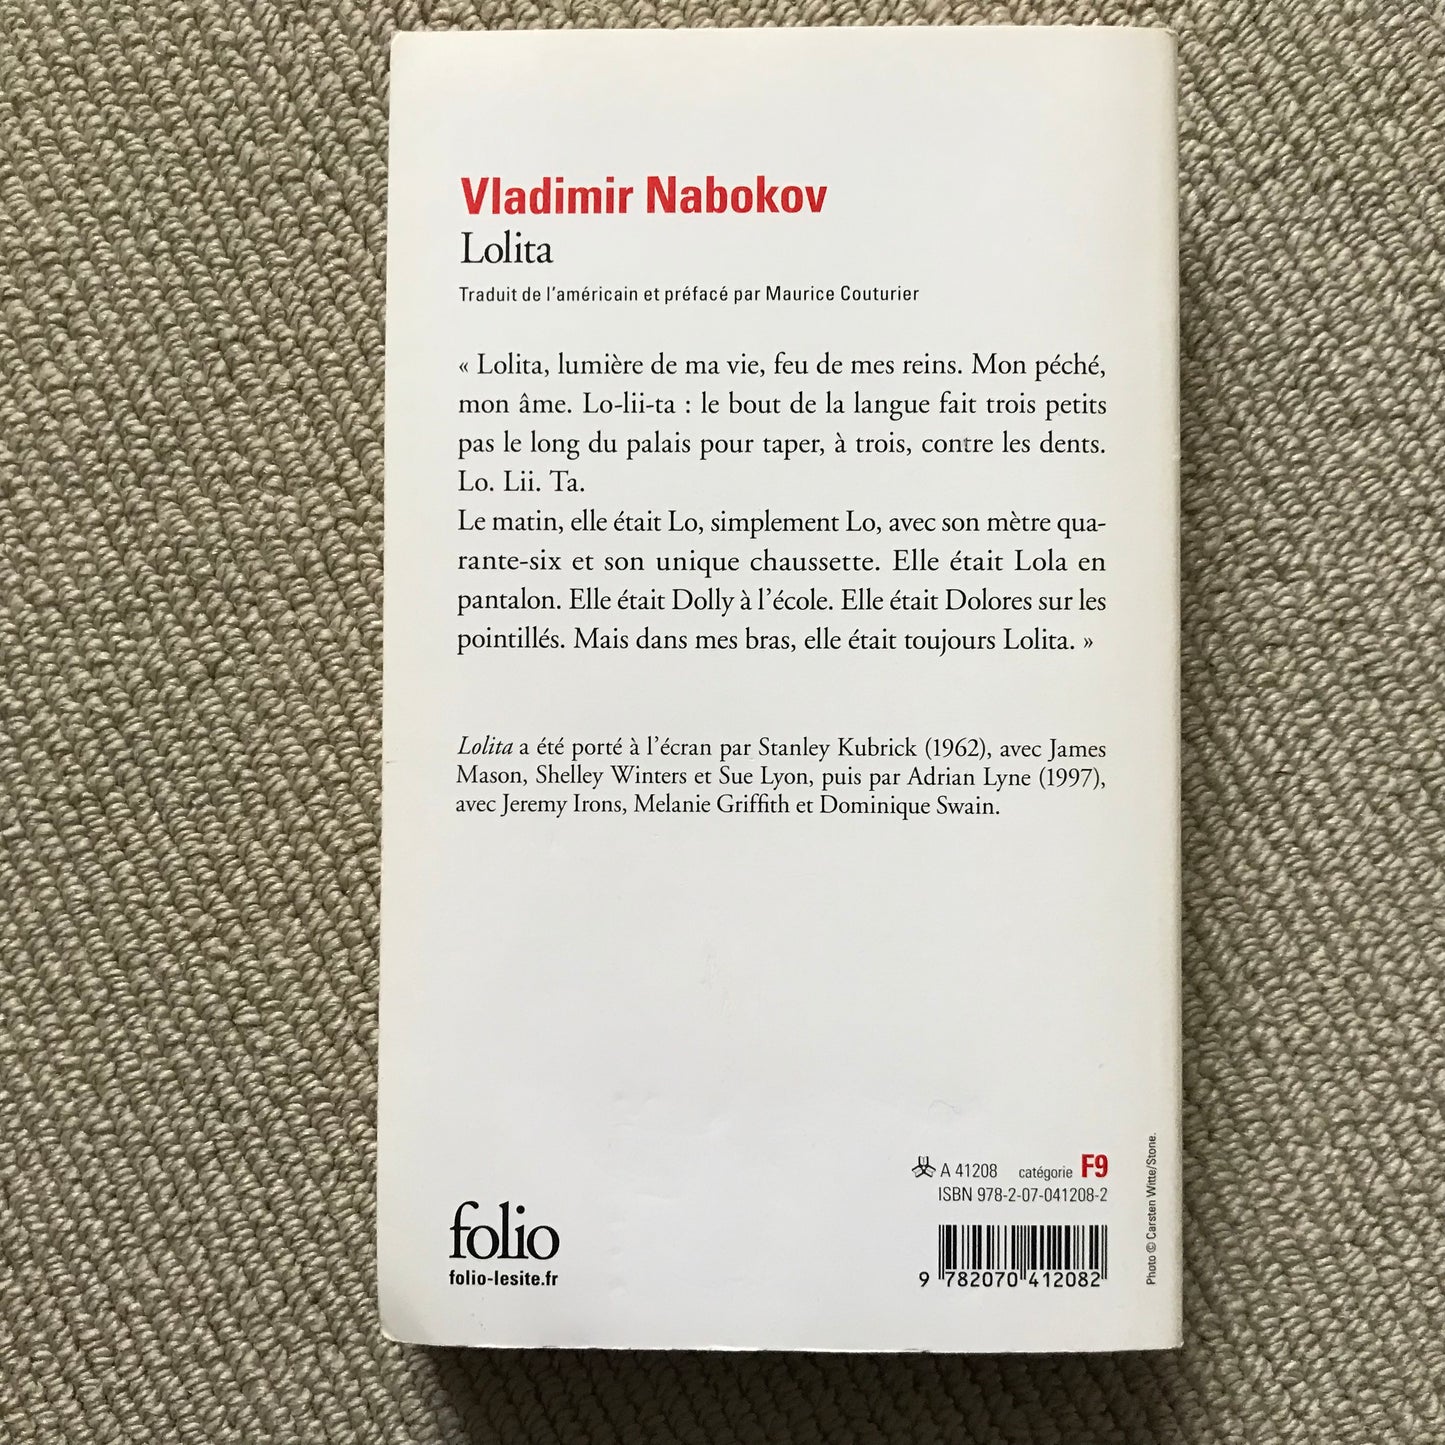 Vladimir Nabokov
Lolita
Traduit de l'américain et préfacé par Maurice Couturier
« Lolita, lumière de ma vie, feu de mes reins. Mon péché,
mon âme. Lo-lii-ta : le bout de la langue fait trois petits
pas le long du palais pour taper, à trois, contre les dents.
Lo. Lii. Ta.
Le matin, elle était Lo, simplement Lo, avec son mètre qua-
rante-six et son unique chaussette. Elle était Lola en
pantalon. Elle était Dolly à l'école. Elle était Dolores sur les
pointillés. Mais dans mes bras, elle était toujours Lolita. »
Lolita a été porté à l'écran par Stanley Kubrick (1962), avec James
Mason, Shelley Winters et Sue Lyon, puis par Adrian Lyne (1997),
avec Jeremy Irons, Melanie Griffith et Dominique Swain.
A 41208 catégorie F9
ISBN 978-2-07-041208-2
folio
folio-lesite.fr
9 782070 412082
Photo © Carsten Witte/Stone.